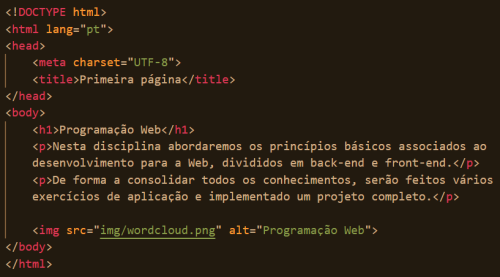 <!DOCTYPE html>
<html lang="pt">
<head>
    <meta charset="UTF-8">
    <title>Primeira página</title>
</head>
<body>
    <h1>Programação Web</h1>
    <p>Nesta disciplina abordaremos os princípios básicos associados ao
    desenvolvimento para a Web, divididos em back-end e front-end.</p>
    <p>De forma a consolidar todos os conhecimentos, serão feitos vários
    exercícios de aplicação e implementado um projeto completo.</p>

    <img src="img/wordcloud.png" alt="Programação Web">
</body>
</html>